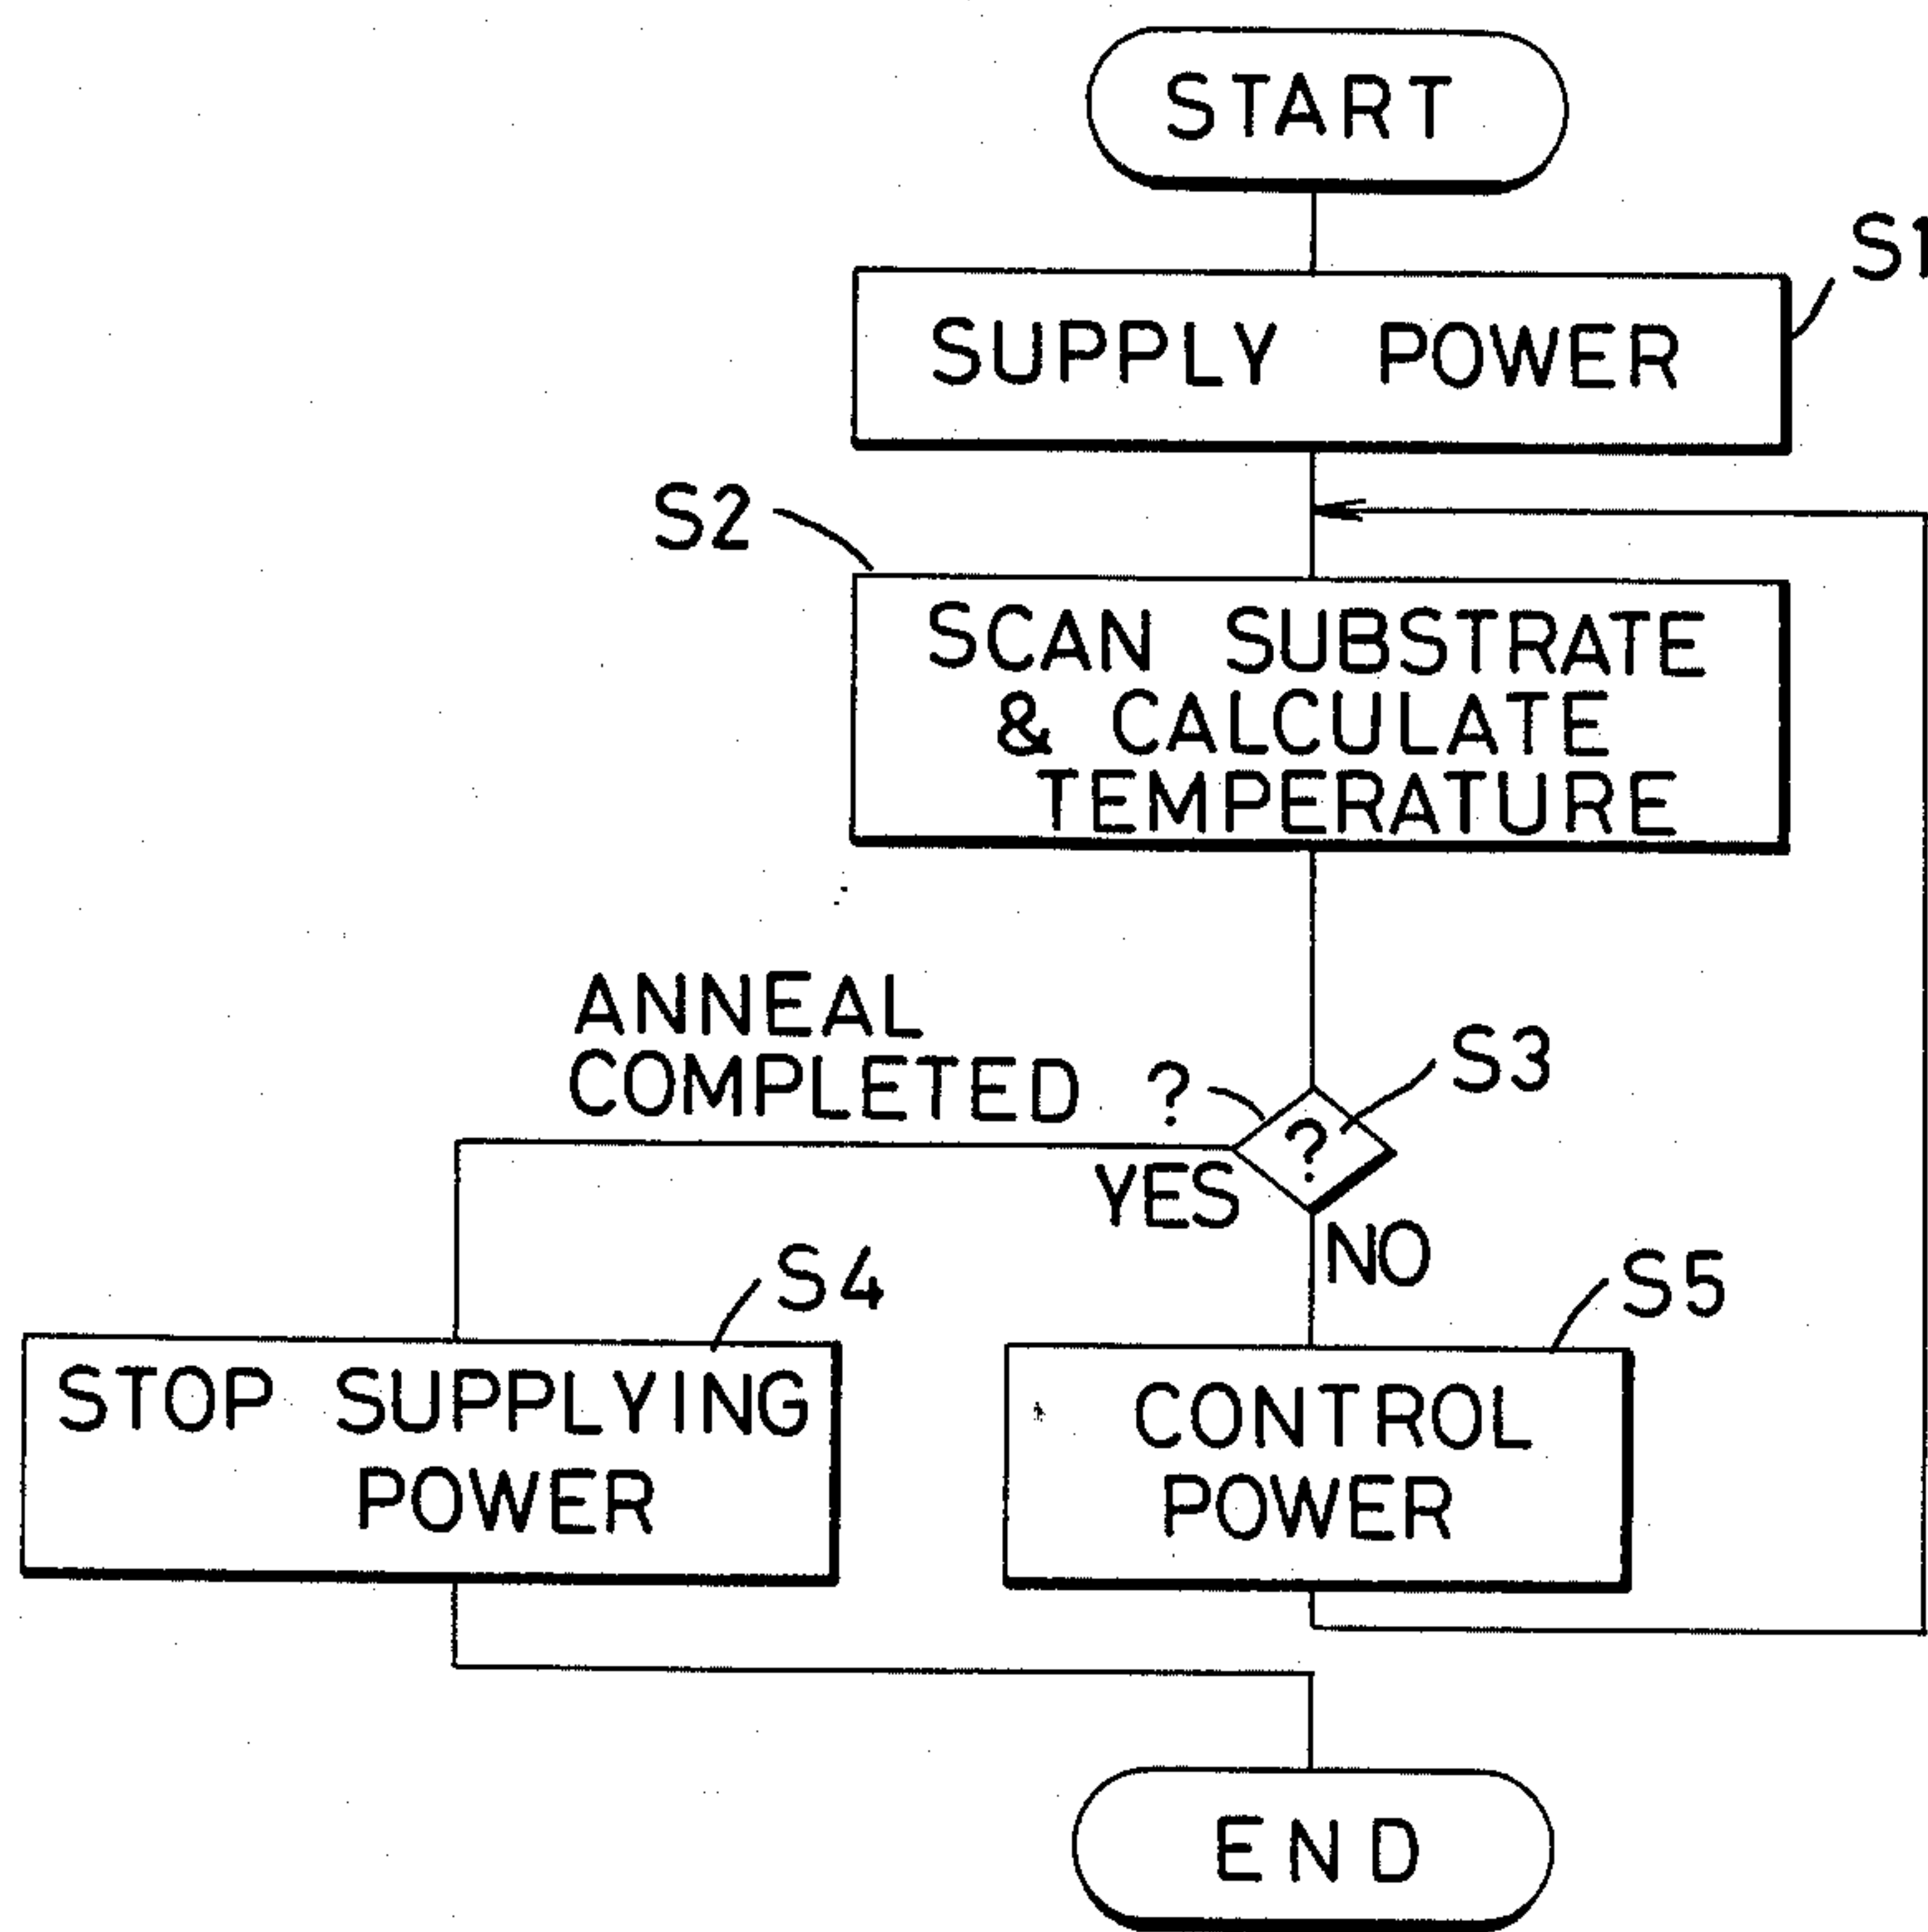 START
S1
SUPPLY POWER
S2
SCAN SUBSTRATE
& CALCULATE
TEMPERATURE
ANNEAL
COMPLETED ?
S3
?
YES
NO
S4
S5
STOP SUPPLYING
POWER
CONTROL
POWER
END